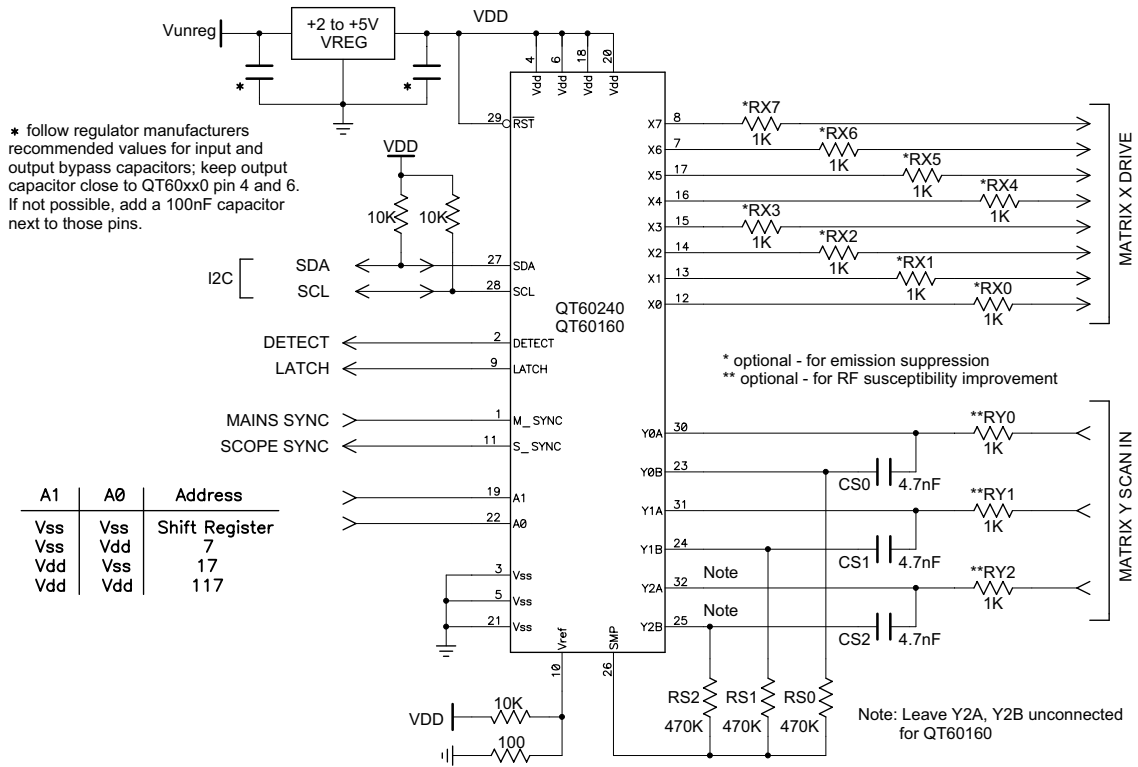 Vunreg
+2 to +5V
VREG
VDD
*
*
4
6
18
20
Vdd
Vdd
Vdd
Vdd
* follow regulator manufacturers
recommended values for input and
output bypass capacitors; keep output
capacitor close to QT60xx0 pin 4 and 6.
If not possible, add a 100nF capacitor
next to those pins.
29
RST
VDD
10K
10K
I2C
SDA
27
SDA
SCL
28
SCL
QT60240
QT60160
DETECT
2
DETECT
LATCH
9
LATCH
MAINS SYNC
1
M_SYNC
SCOPE SYNC
11
S_SYNC
19
A1
22
A0
A1 A0 Address
Vss Vss Shift Register
Vss Vdd 7
Vdd Vss 17
Vdd Vdd 117
3
Vss
5
Vss
21
Vss
Vref
10
SMP
26
VDD
10K
100
X7 8 *RX7 1K
X6 7 *RX6 1K
X5 17 *RX5 1K
X4 16 *RX4 1K
X3 15 *RX3 1K
X2 14 *RX2 1K
X1 13 *RX1 1K
X0 12 *RX0 1K
MATRIX X DRIVE
* optional - for emission suppression
** optional - for RF susceptibility improvement
Y0A 30 **RY0 1K
Y0B 23 CS0 4.7nF
Y1A 31 **RY1 1K
Y1B 24 CS1 4.7nF
Y2A 32 Note **RY2 1K
Y2B 25 Note CS2 4.7nF
MATRIX Y SCAN IN
RS2 RS1 RS0
470K 470K 470K
Note: Leave Y2A, Y2B unconnected
for QT60160